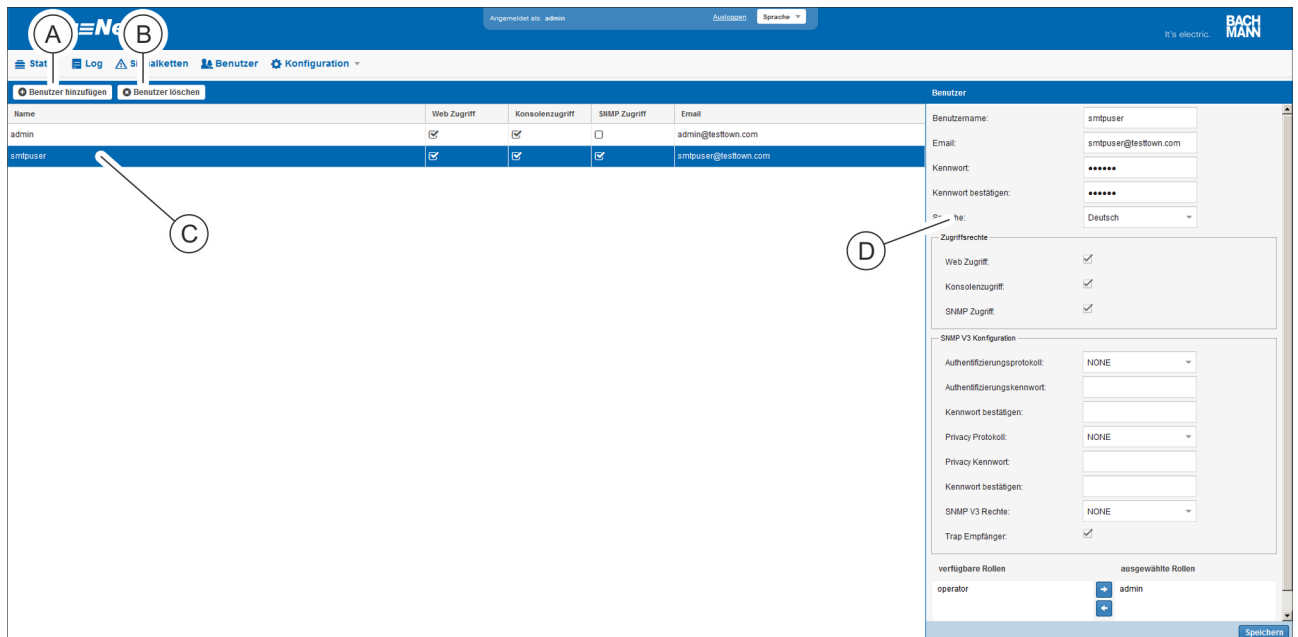 Angemeldet als: admin Ausloggen Sprache
BACH
MANN
It's electric.
A B
Log Benutzer Konfiguration
Benutzer hinzufügen Benutzer löschen
Name Web Zugriff Konsolenzugriff SNMP Zugriff Email
admin admin@testtown.com
smtpuser smtpuser@testtown.com
C
D
Benutzer
Benutzername: smtpuser
Email: smtpuser@testtown.com
Kennwort: ••••••
Kennwort bestätigen: ••••••
Deutsch
Zugriffsrechte
Web Zugriff:
Konsolenzugriff:
SNMP Zugriff:
SNMP V3 Konfiguration
Authentifizierungsprotokoll: NONE
Authentifizierungskennwort:
Kennwort bestätigen:
Privacy Protokoll: NONE
Privacy Kennwort:
Kennwort bestätigen:
SNMP V3 Rechte: NONE
Trap Empfänger:
verfügbare Rollen ausgewählte Rollen
operator admin
Speichern